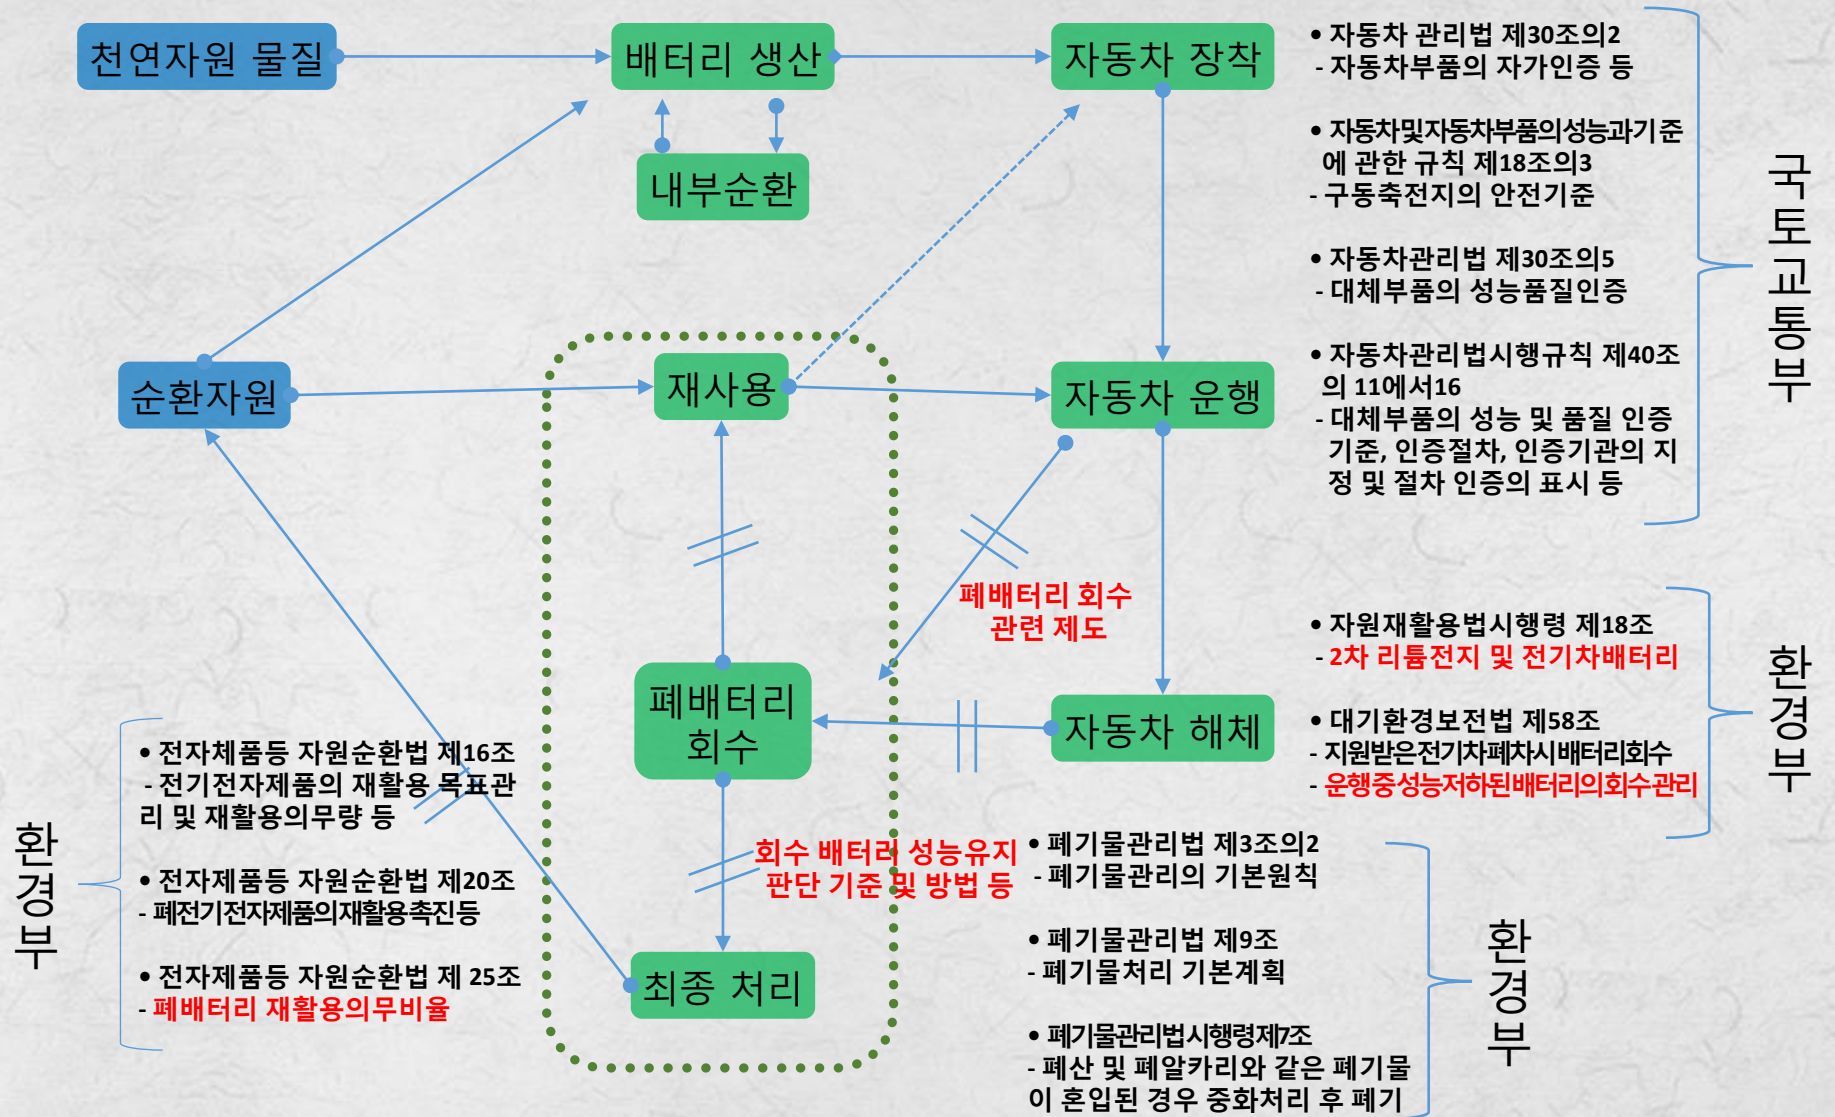 천연자원 물질
배터리 생산
자동차 장착
내부순환
순환자원
재사용
자동차 운행
폐배터리 회수
관련 제도
폐배터리
회수
자동차 해체
회수 배터리 성능유지
판단 기준 및 방법 등
최종 처리
• 자동차 관리법 제30조의2
- 자동차부품의 자가인증 등
• 자동차및자동차부품의성능과기준
에 관한 규칙 제18조의3
- 구동축전지의 안전기준
• 자동차관리법 제30조의5
- 대체부품의 성능품질인증
• 자동차관리법시행규칙 제40조
의 11에서16
- 대체부품의 성능 및 품질 인증
기준, 인증절차, 인증기관의 지
정 및 절차 인증의 표시 등
국토교통부
• 자원재활용법시행령 제18조
- 2차 리튬전지 및 전기차배터리
• 대기환경보전법 제58조
- 지원받은전기차폐차시배터리회수
- 운행중성능저하된배터리의회수관리
환경부
• 전자체품등 자원순환법 제16조
- 전기전자제품의 재활용 목표관
리 및 재활용의무량 등
• 전자제품등 자원순환법 제20조
- 폐전기전자제품의재활용촉진등
• 전자제품등 자원순환법 제 25조
- 폐배터리 재활용의무비율
환경부
• 폐기물관리법 제3조의2
- 폐기물관리의 기본원칙
• 폐기물관리법 제9조
- 폐기물처리 기본계획
• 폐기물관리법시행령제7조
- 폐산 및 폐알카리와 같은 폐기물
이 혼입된 경우 중화처리 후 폐기
환경부